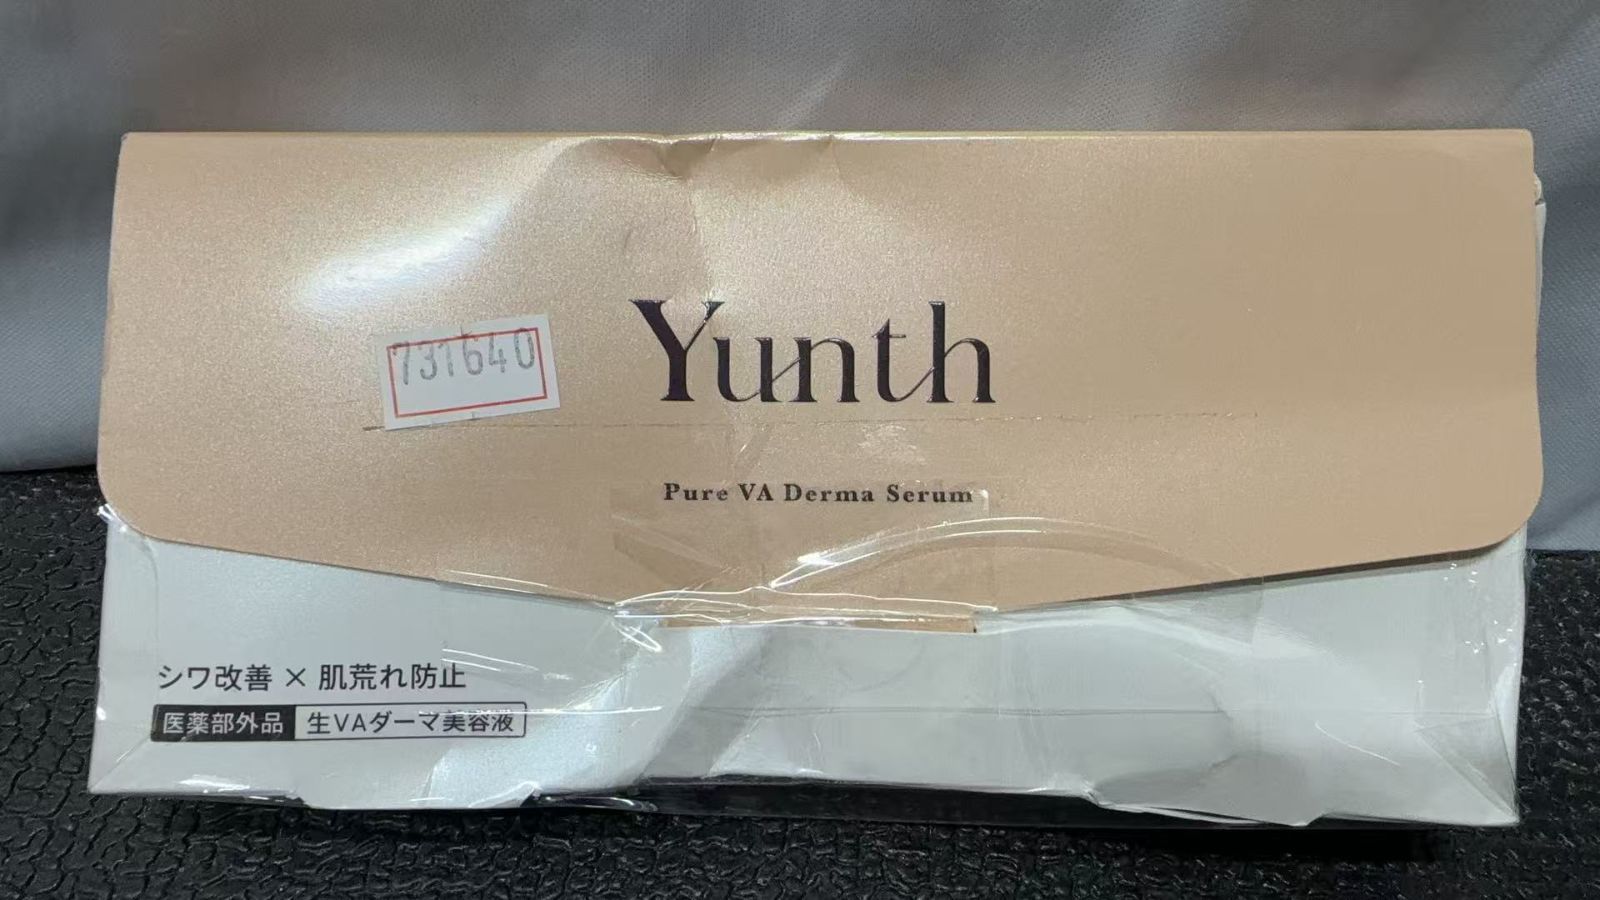 Yunth
731640
Pure VA Derma Serum
シワ改善 × 肌荒れ防止
医薬部外品 生VAダーマ美容液